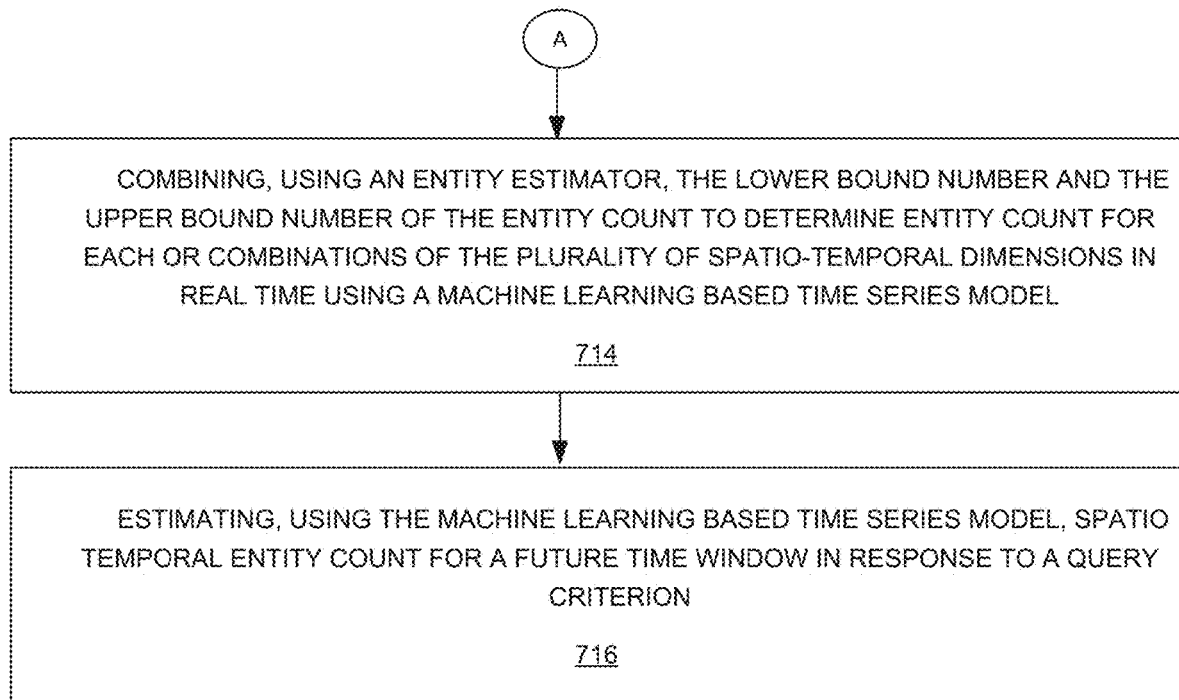 A
COMBINING, USING AN ENTITY ESTIMATOR, THE LOWER BOUND NUMBER AND THE
UPPER BOUND NUMBER OF THE ENTITY COUNT TO DETERMINE ENTITY COUNT FOR
EACH OR COMBINATIONS OF THE PLURALITY OF SPATIO-TEMPORAL DIMENSIONS IN
REAL TIME USING A MACHINE LEARNING BASED TIME SERIES MODEL
714
ESTIMATING, USING THE MACHINE LEARNING BASED TIME SERIES MODEL, SPATIO
TEMPORAL ENTITY COUNT FOR A FUTURE TIME WINDOW IN RESPONSE TO A QUERY
CRITERION
716